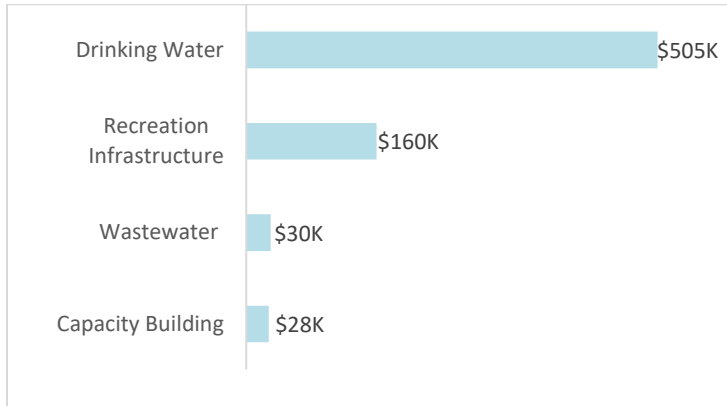 Drinking Water
$505K
Recreation
Infrastructure
$160K
Wastewater
$30K
Capacity Building
$28K